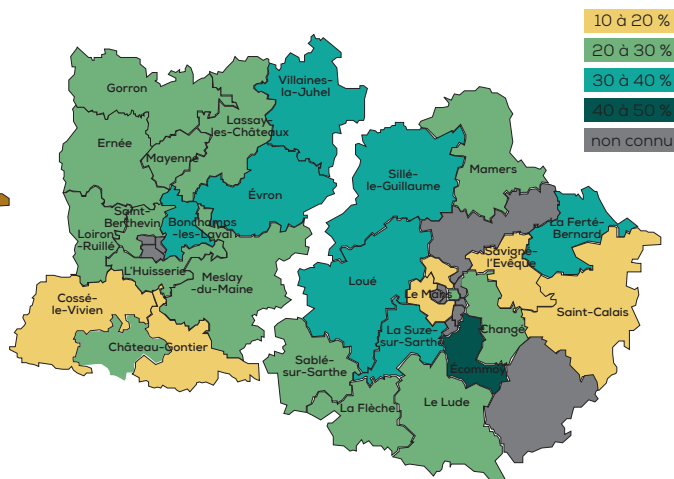 10 à 20 %
20 à 30 %
30 à 40 %
40 à 50 %
non connu
Gorron
Villaines-
la-Juhel
Lassay-
les-Châteaux
Ernée
Mayenne
Évron
Saint-
Berthevin
Bonchamps
-les-Laval
Loiron
-Ruillé
L'Huisserie
Meslay
-du-Maine
Cossé-
le-Vivien
Château-Gontier
Sillé-
le-Guillaume
Mamers
La Ferté-
Bernard
Savigné-
l'Evêque
Loué
Le Mans
Saint-Calais
La Suze-
sur-Sarthe
Changé
Sablé-
sur-Sarthe
Écommoy
La Flèche
Le Lude